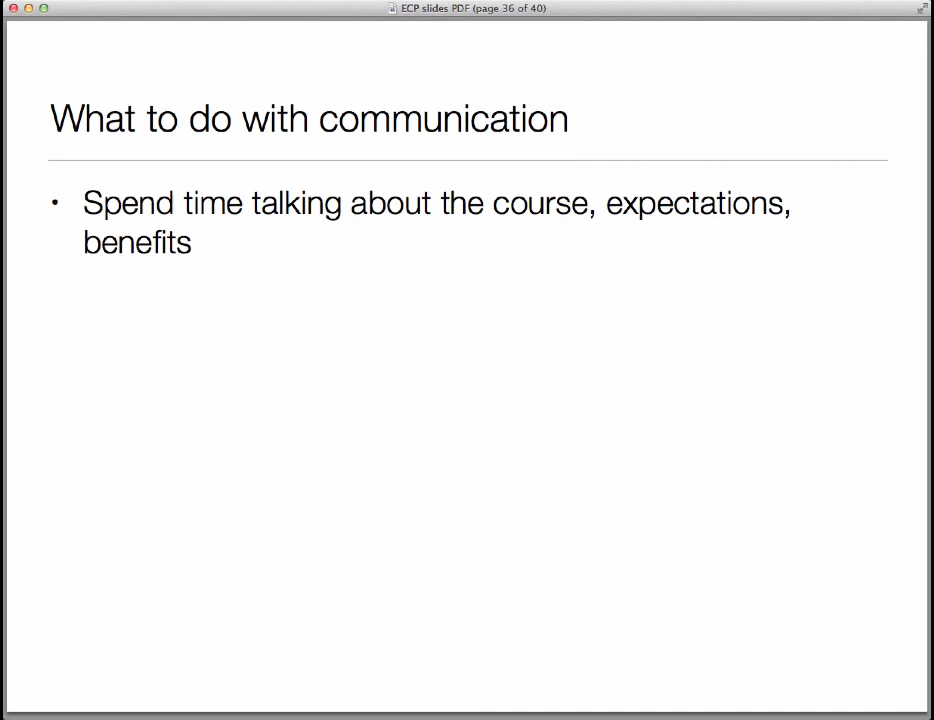 ECP slides PDF (page 36 of 40)
What to do with communication
• Spend time talking about the course, expectations,
benefits